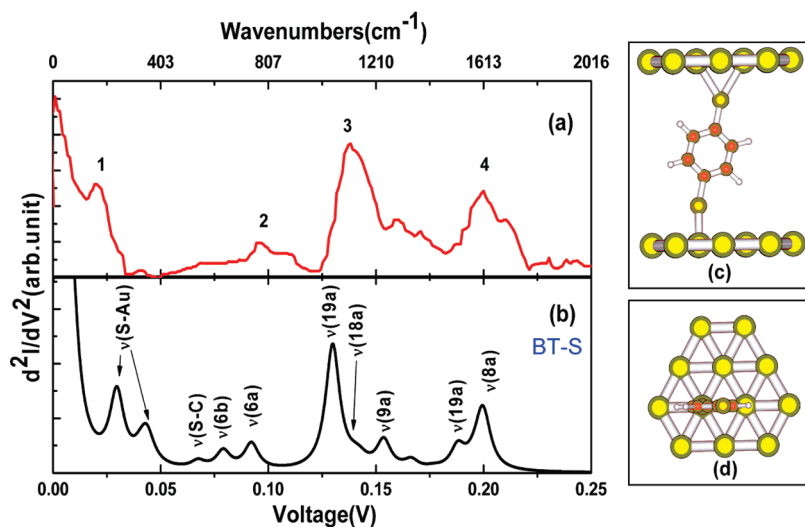 Wavenumbers(cm⁻¹)
0 403 807 1210 1613 2016
(a)
1
2
3
4
d²I/dV²(arb.unit)
(b)
BT-S
ν(S-Au)
ν(S-C)
ν(6b)
ν(6a)
ν(19a)
ν(18a)
ν(9a)
ν(19a)
ν(8a)
0.00 0.05 0.10 0.15 0.20 0.25
Voltage(V)
(c)
(d)